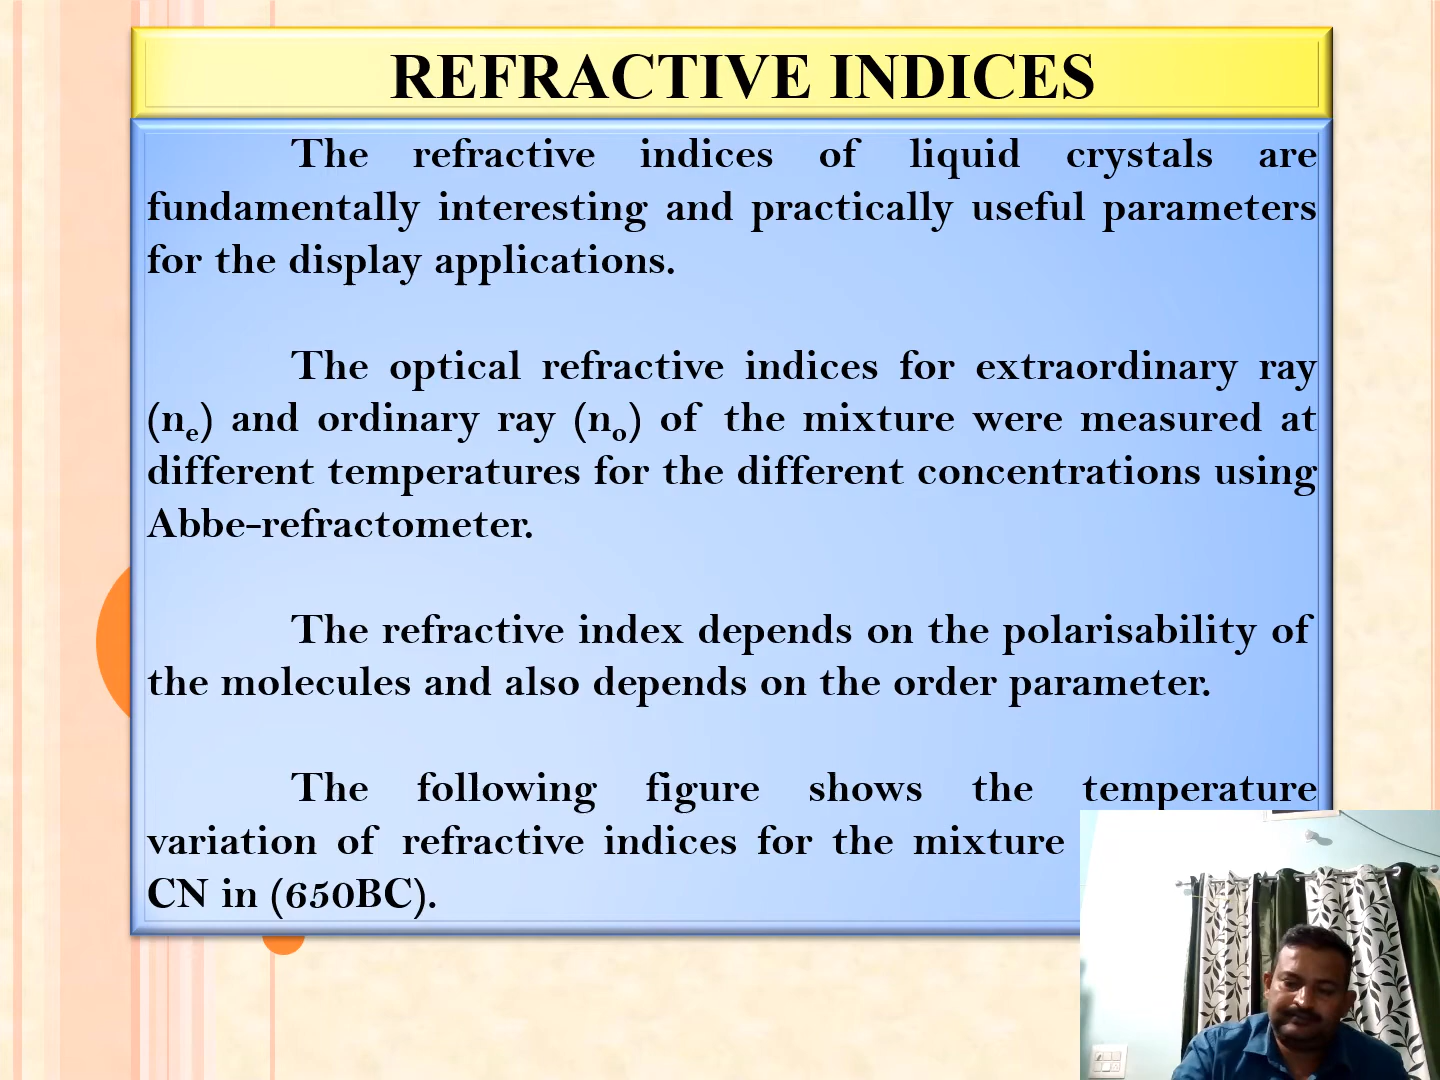 REFRACTIVE INDICES
The refractive indices of liquid crystals are
fundamentally interesting and practically useful parameters
for the display applications.
The optical refractive indices for extraordinary ray
(nₑ) and ordinary ray (nₒ) of the mixture were measured at
different temperatures for the different concentrations using
Abbe-refractometer.
The refractive index depends on the polarisability of
the molecules and also depends on the order parameter.
The following figure shows the temperature
variation of refractive indices for the mixture
CN in (650BC).